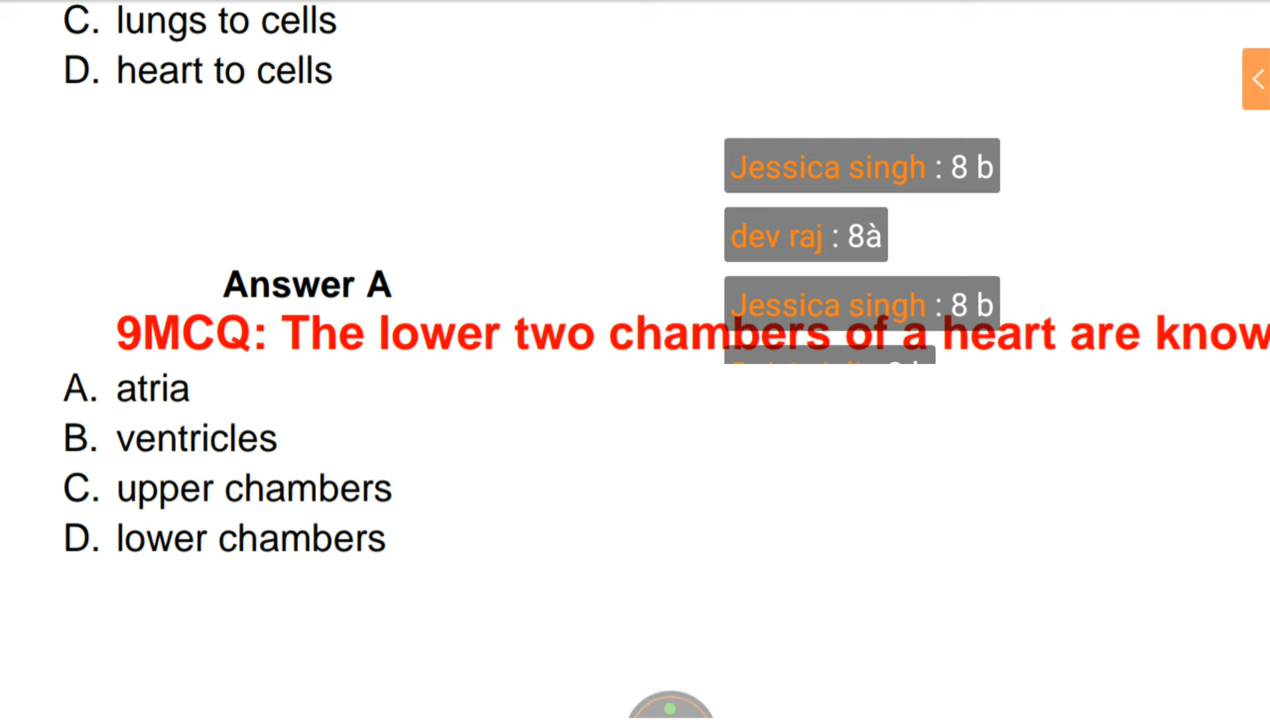 C. lungs to cells
D. heart to cells
Jessica singh : 8 b
dev raj : 8à
Answer A
Jessica singh : 8 b
9MCQ: The lower two chambers of a heart are know
A. atria
B. ventricles
C. upper chambers
D. lower chambers